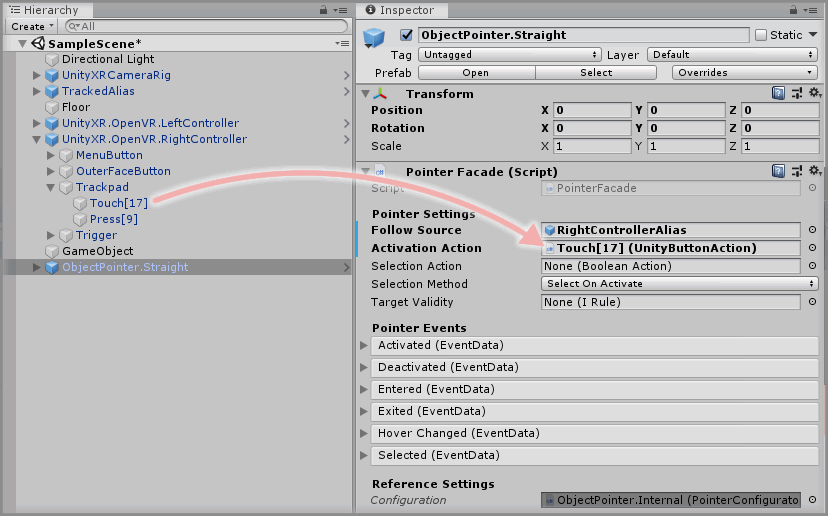 Hierarchy
Create
All
SampleScene*
Directional Light
UnityXRCameraRig
TrackedAlias
Floor
UnityXR.OpenVR.LeftController
UnityXR.OpenVR.RightController
MenuButton
OuterFaceButton
Trackpad
Touch[17]
Press[9]
Trigger
GameObject
ObjectPointer.Straight
Inspector
ObjectPointer.Straight Static
Tag Untagged Layer Default
Prefab Open Select Overrides
Transform
Position X 0 Y 0 Z 0
Rotation X 0 Y 0 Z 0
Scale X 1 Y 1 Z 1
Pointer Facade (Script)
Script PointerFacade
Pointer Settings
Follow Source RightControllerAlias
Activation Action Touch[17] (UnityButtonAction)
Selection Action None (Boolean Action)
Selection Method Select On Activate
Target Validity None (I Rule)
Pointer Events
Activated (EventData)
Deactivated (EventData)
Entered (EventData)
Exited (EventData)
Hover Changed (EventData)
Selected (EventData)
Reference Settings
Configuration ObjectPointer.Internal (PointerConfigurato